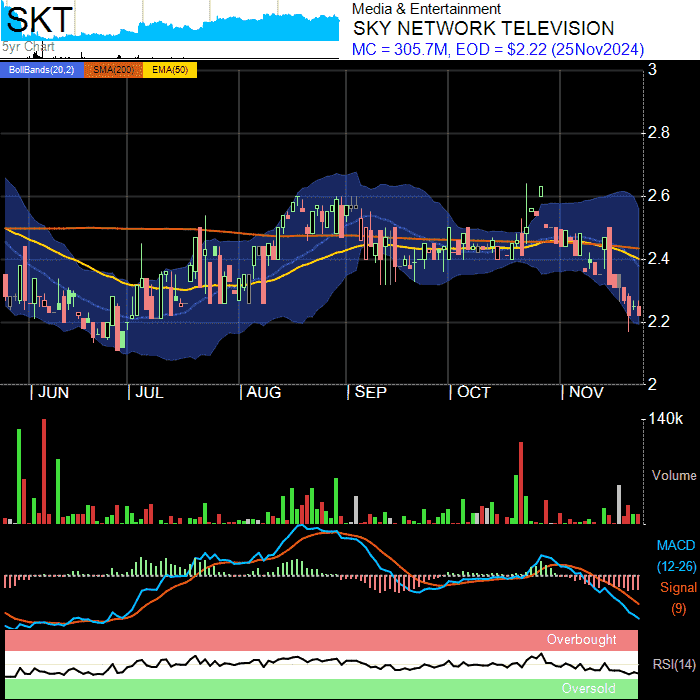 SKT
5yr Chart
Media & Entertainment
SKY NETWORK TELEVISION
MC = 305.7M, EOD = $2.22 (25Nov2024)
BollBands(20,2) SMA(200) EMA(50)
3
2.8
2.6
2.4
2.2
2
| JUN | JUL | AUG | SEP | OCT | NOV
140k
Volume
MACD
(12-26)
Signal
(9)
Overbought
RSI(14)
Oversold